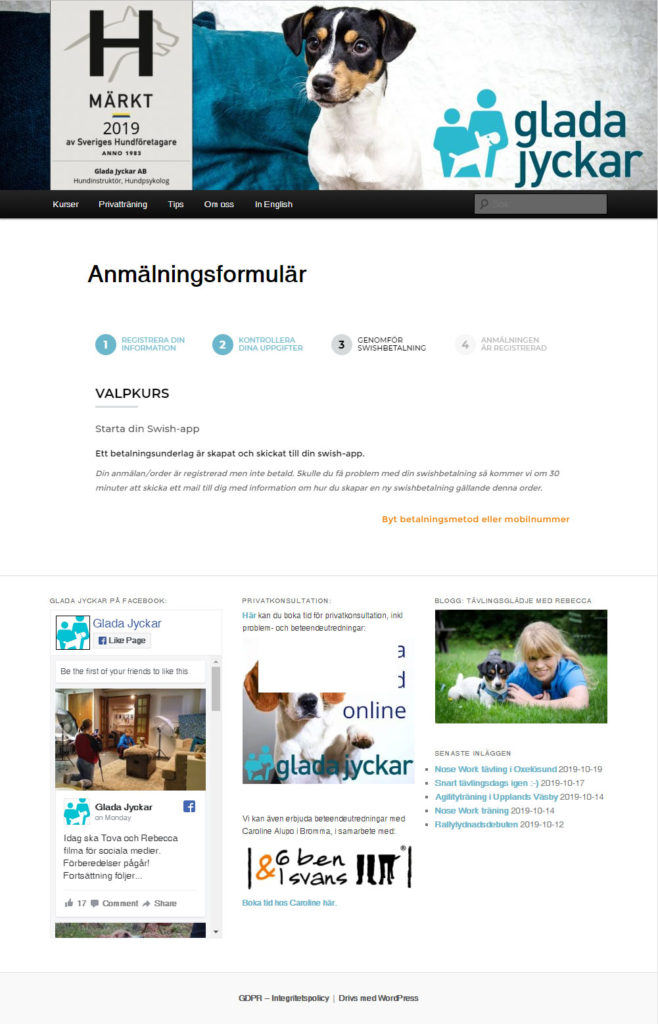 H
MÄRKT
2019
av Sveriges Hundföretagare
ANNO 1983
Glada Jyckar AB
Hundinstruktör, Hundpsykolog
glada
jyckar
Kurser Privatträning Tips Om oss In English Sök
Anmälningsformulär
1 REGISTRERA DIN
INFORMATION
2 KONTROLLERA
DINA UPPGIFTER
3 GENOMFÖR
SWISHBETALNING
4 ANMÄLNINGEN
ÄR REGISTRERAD
VALPKURS
Starta din Swish-app
Ett betalningsunderlag är skapat och skickat till din swish-app.
Din anmälan/order är registrerad men inte betald. Skulle du få problem med din swishbetalning så kommer vi om 30
minuter att skicka ett mail till dig med information om hur du skapar en ny swishbetalning gällande denna order.
Byt betalningsmetod eller mobilnummer
GLADA JYCKAR PÅ FACEBOOK:
Glada Jyckar
Like Page
Be the first of your friends to like this
Glada Jyckar
on Monday
Idag ska Tova och Rebecca
filma för sociala medier.
Förberedelser pågår!
Fortsättning följer...
17 Comment Share
PRIVATKONSULTATION:
Här kan du boka tid för privatkonsultation, inkl
problem- och beteendeutredningar:
a
d
online
glada jyckar
Vi kan även erbjuda beteendeutredningar med
Caroline Alupo i Bromma, i samarbete med:
&6 ben
1 svans ®
Boka tid hos Caroline här.
BLOGG: TÄVLINGSGLÄDJE MED REBECCA
SENASTE INLÄGGEN
Nose Work tävling i Oxelösund 2019-10-19
Snart tävlingsdags igen :-) 2019-10-17
Agilityträning i Upplands Väsby 2019-10-14
Nose Work träning 2019-10-14
Rallylydnadsdebuten 2019-10-12
GDPR – Integritetspolicy | Drivs med WordPress